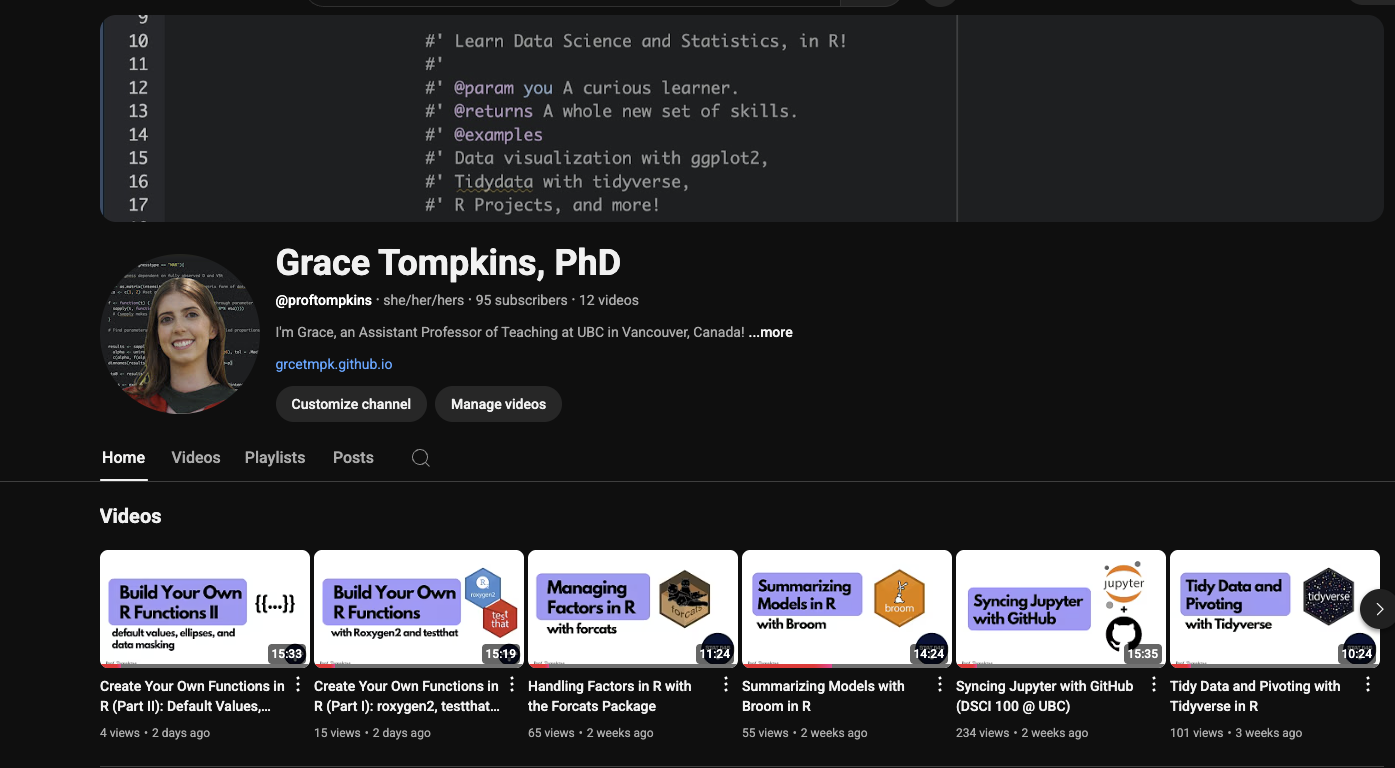 9
10 #' Learn Data Science and Statistics, in R!
11 #'
12 #' @param you A curious learner.
13 #' @returns A whole new set of skills.
14 #' @examples
15 #' Data visualization with ggplot2,
16 #' Tidydata with tidyverse,
17 #' R Projects, and more!
Grace Tompkins, PhD
@proftompkins · she/her/hers · 95 subscribers · 12 videos
I'm Grace, an Assistant Professor of Teaching at UBC in Vancouver, Canada! ...more
grcetmpk.github.io
Customize channel
Manage videos
Home
Videos
Playlists
Posts
Videos
Build Your Own
R Functions II
{{...}}
default values, ellipses, and
data masking
15:33
Create Your Own Functions in
R (Part II): Default Values,...
4 views • 2 days ago
Build Your Own
R Functions
R
roxygen2
test
that
with Roxygen2 and testthat
15:19
Create Your Own Functions in
R (Part I): roxygen2, testthat...
15 views • 2 days ago
Managing
Factors in R
forcats
with forcats
11:24
Handling Factors in R with
the Forcats Package
65 views • 2 weeks ago
Summarizing
Models in R
broom
with Broom
14:24
Summarizing Models with
Broom in R
55 views • 2 weeks ago
Syncing Jupyter
with GitHub
jupyter
+
15:35
Syncing Jupyter with GitHub
(DSCI 100 @ UBC)
234 views • 2 weeks ago
Tidy Data and
Pivoting
tidyverse
with Tidyverse
10:24
Tidy Data and Pivoting with
Tidyverse in R
101 views • 3 weeks ago